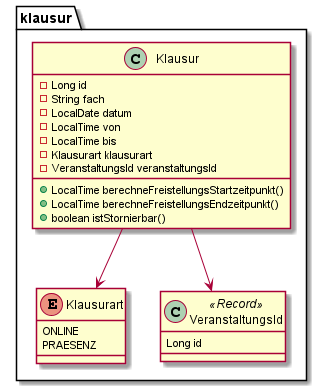 klausur
C Klausur
Long id
String fach
LocalDate datum
LocalTime von
LocalTime bis
Klausurart klausurart
VeranstaltungsId veranstaltungsId
LocalTime berechneFreistellungsStartzeitpunkt()
LocalTime berechneFreistellungsEndzeitpunkt()
boolean istStornierbar()
E Klausurart
ONLINE
PRAESENZ
«Record»
C VeranstaltungsId
Long id